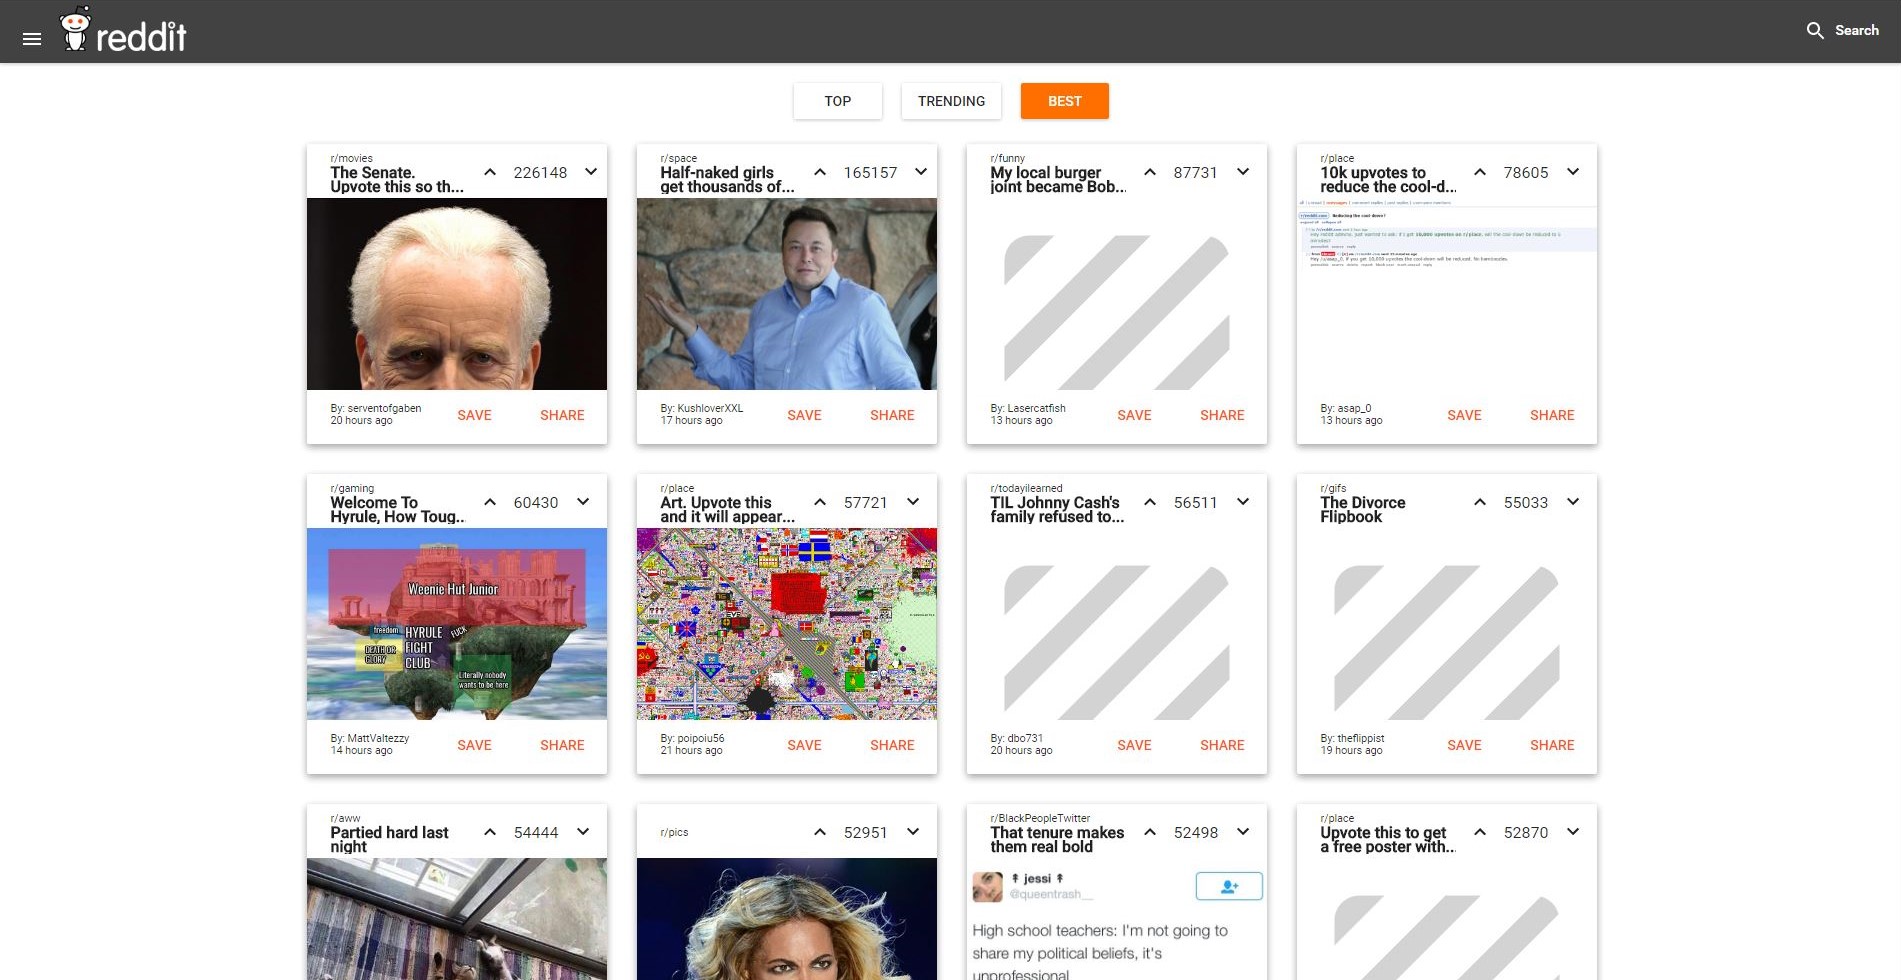 reddit
Search
TOP
TRENDING
BEST
r/movies
The Senate.
Upvote this so th...
226148
By: serventofgaben
20 hours ago
SAVE
SHARE
r/space
Half-naked girls
get thousands of...
165157
By: KushloverXXL
17 hours ago
SAVE
SHARE
r/funny
My local burger
joint became Bob...
87731
By: Lasercatfish
13 hours ago
SAVE
SHARE
r/place
10k upvotes to
reduce the cool-d...
78605
Reducing the cool-down?
By: asap_0
13 hours ago
SAVE
SHARE
r/gaming
Welcome To
Hyrule, How Toug...
60430
Weenie Hut Junior
freedom
HYRULE
FIGHT
CLUB
FUCK
DEATH OR
GLORY
Literally nobody
wants to be here
By: MattValtezzy
14 hours ago
SAVE
SHARE
r/place
Art. Upvote this
and it will appear...
57721
By: poipoiu56
21 hours ago
SAVE
SHARE
r/todayilearned
TIL Johnny Cash's
family refused to...
56511
By: dbo731
20 hours ago
SAVE
SHARE
r/gifs
The Divorce
Flipbook
55033
By: theflippist
19 hours ago
SAVE
SHARE
r/aww
Partied hard last
night
54444
r/pics
52951
r/BlackPeopleTwitter
That tenure makes
them real bold
52498
jessi
@queentrash__
High school teachers: I'm not going to
share my political beliefs, it's
unprofessional
r/place
Upvote this to get
a free poster with...
52870